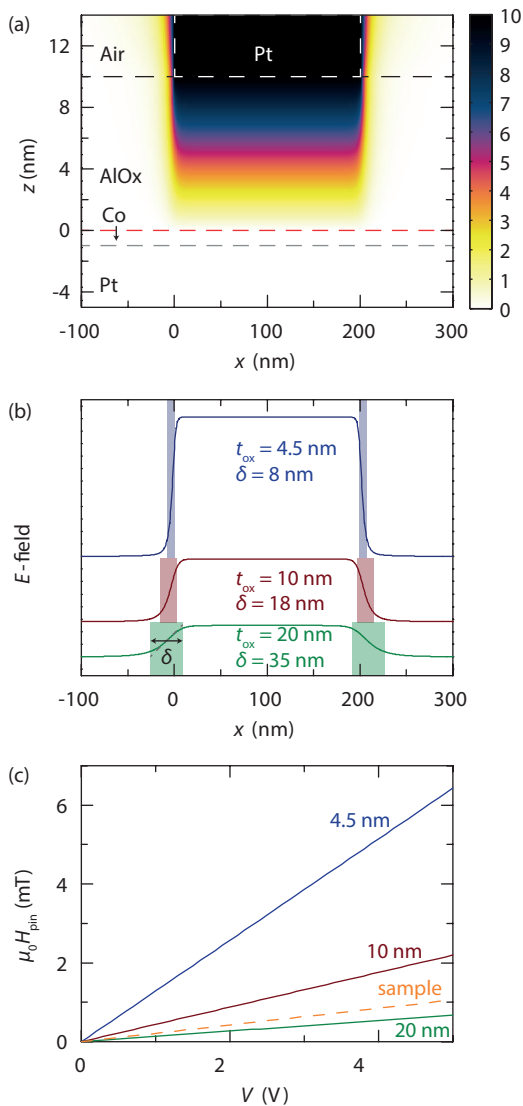 (a)
Air
Pt
AlOx
Co
Pt
z (nm)
12
8
4
0
-4
-100
0
100
200
300
x (nm)
10
9
8
7
6
5
4
3
2
1
0
(b)
E-field
tox = 4.5 nm
δ = 8 nm
tox = 10 nm
δ = 18 nm
tox = 20 nm
δ = 35 nm
δ
-100
0
100
200
300
x (nm)
(c)
μ0Hpin (mT)
6
4
2
0
4.5 nm
10 nm
sample
20 nm
0
2
4
V (V)